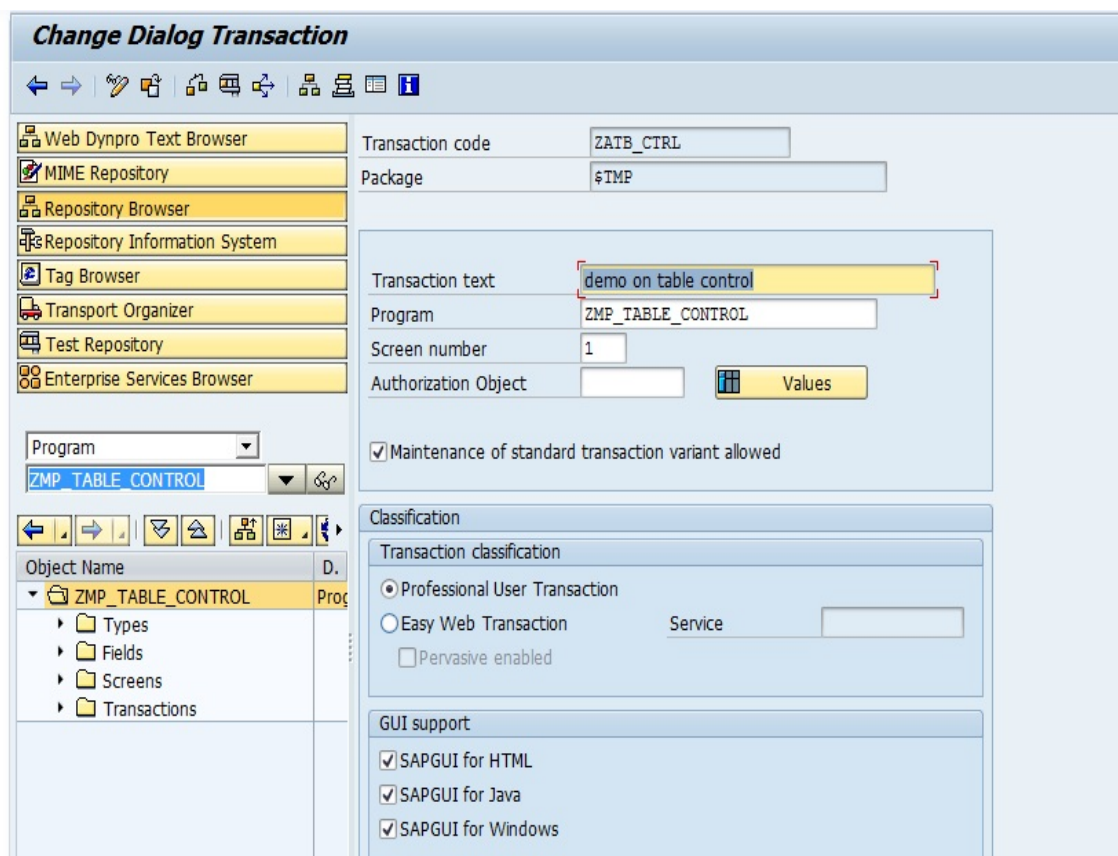 Change Dialog Transaction
Web Dynpro Text Browser
MIME Repository
Repository Browser
Repository Information System
Tag Browser
Transport Organizer
Test Repository
Enterprise Services Browser
Program
ZMP_TABLE_CONTROL
Object Name D.
ZMP_TABLE_CONTROL Prog
Types
Fields
Screens
Transactions
Transaction code ZATB_CTRL
Package $TMP
Transaction text demo on table control
Program ZMP_TABLE_CONTROL
Screen number 1
Authorization Object Values
Maintenance of standard transaction variant allowed
Classification
Transaction classification
Professional User Transaction
Easy Web Transaction Service
Pervasive enabled
GUI support
SAPGUI for HTML
SAPGUI for Java
SAPGUI for Windows